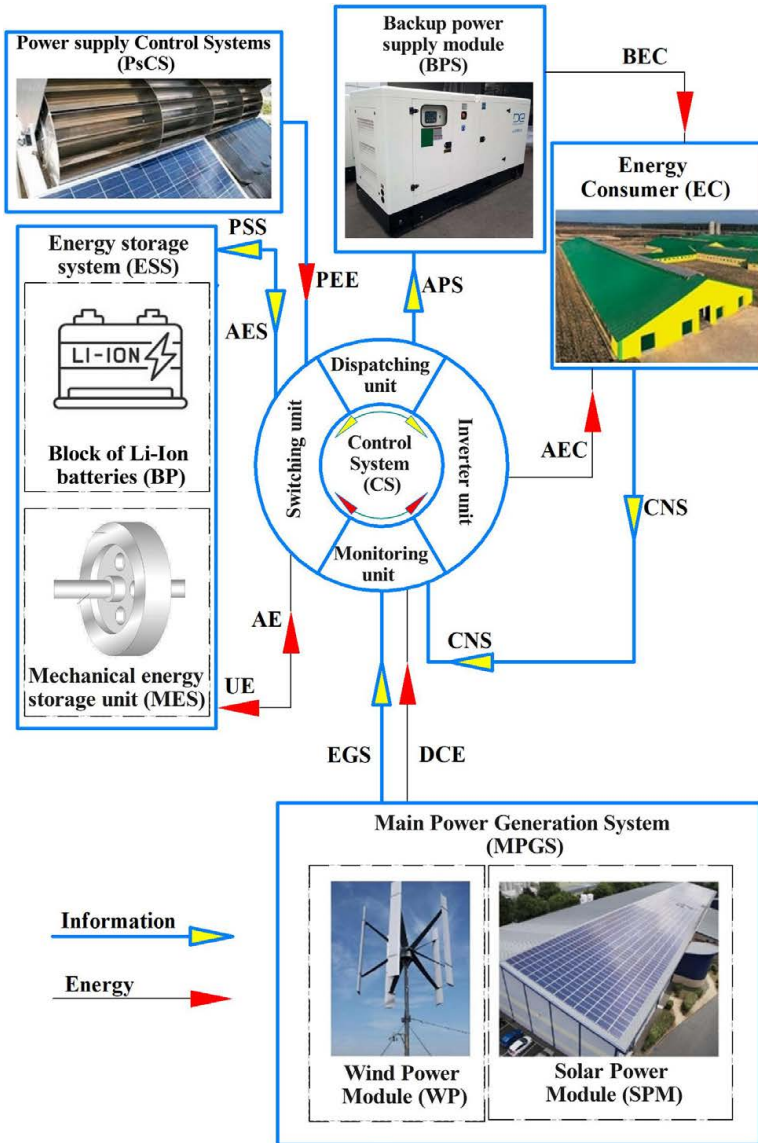 Power supply Control Systems
(PsCS)
Backup power
supply module
(BPS)
BEC
Energy
Consumer (EC)
PSS
Energy storage
system (ESS)
PEE
APS
AES
LI-ION
Block of Li-Ion
batteries (BP)
Dispatching
unit
Switching unit
Control
System
(CS)
Inverter unit
Monitoring
unit
AEC
CNS
AE
CNS
Mechanical energy
storage unit (MES)
UE
EGS
DCE
Main Power Generation System
(MPGS)
Information
Energy
Wind Power
Module (WP)
Solar Power
Module (SPM)